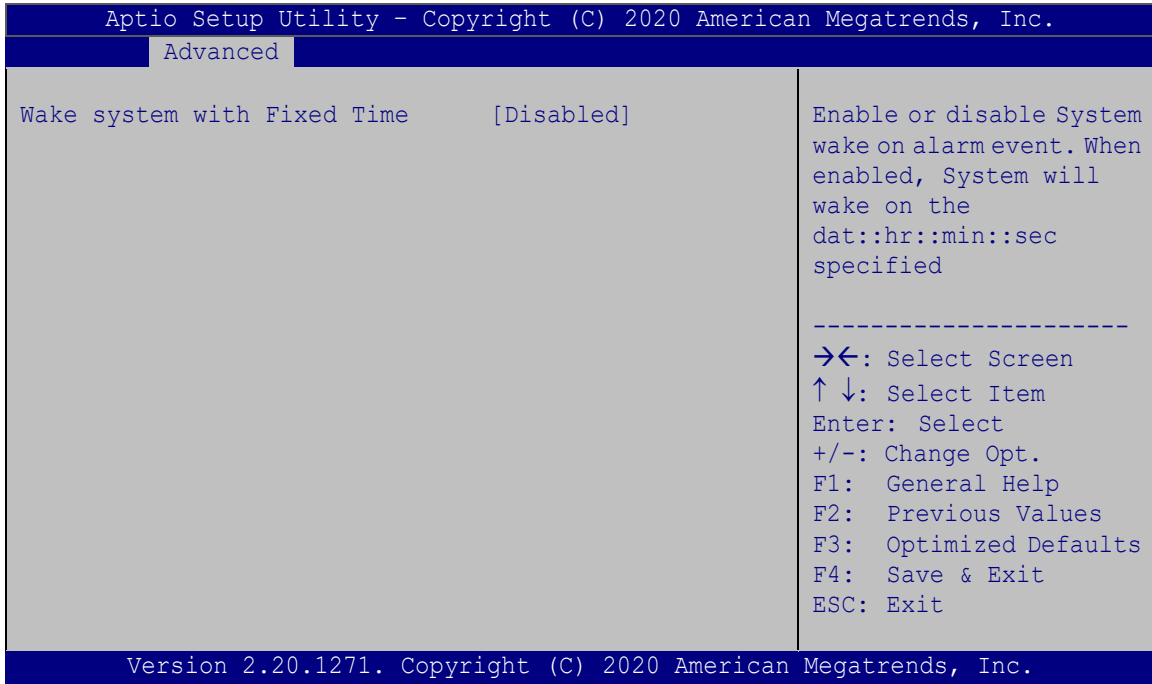 Aptio Setup Utility – Copyright (C) 2020 American Megatrends, Inc.
Advanced
Wake system with Fixed Time [Disabled]
Enable or disable System
wake on alarm event. When
enabled, System will
wake on the
dat::hr::min::sec
specified
----------------------
→←: Select Screen
↑ ↓: Select Item
Enter: Select
+/-: Change Opt.
F1: General Help
F2: Previous Values
F3: Optimized Defaults
F4: Save & Exit
ESC: Exit
Version 2.20.1271. Copyright (C) 2020 American Megatrends, Inc.